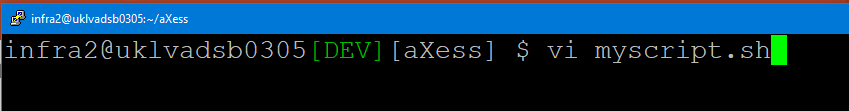 infra2@uklvadsb0305:~/aXess
infra2@uklvadsb0305[DEV][aXess] $ vi myscript.sh